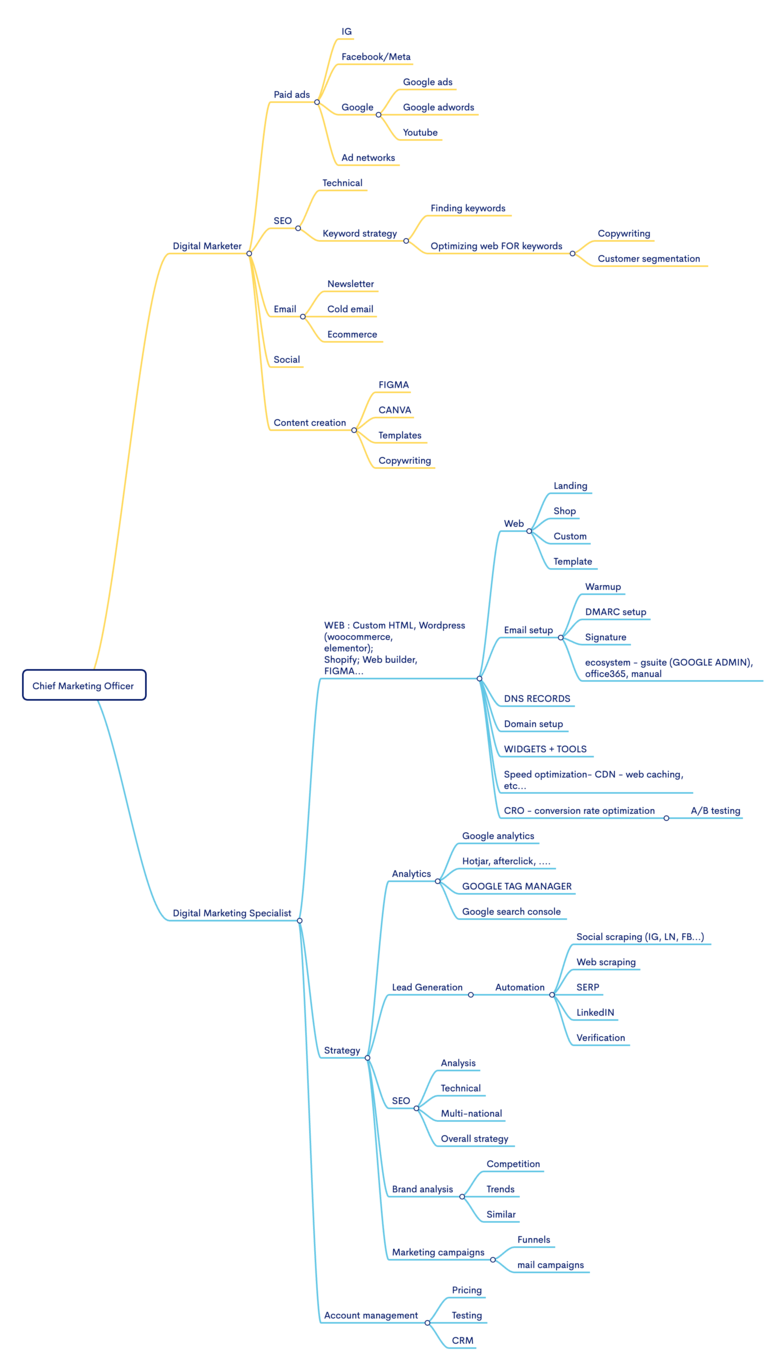 IG
Facebook/Meta
Google ads
Paid ads
Google
Google adwords
Youtube
Ad networks
Technical
Finding keywords
SEO
Keyword strategy
Copywriting
Digital Marketer
Optimizing web FOR keywords
Customer segmentation
Newsletter
Email
Cold email
Ecommerce
Social
FIGMA
CANVA
Content creation
Templates
Copywriting
Landing
Shop
Web
Custom
Template
Warmup
DMARC setup
WEB : Custom HTML, Wordpress
(woocommerce,
elementor);
Shopify; Web builder,
FIGMA...
Email setup
Signature
ecosystem - gsuite (GOOGLE ADMIN),
office365, manual
Chief Marketing Officer
DNS RECORDS
Domain setup
WIDGETS + TOOLS
Speed optimization- CDN - web caching,
etc...
CRO - conversion rate optimization
A/B testing
Google analytics
Hotjar, afterclick, ....
Analytics
GOOGLE TAG MANAGER
Google search console
Digital Marketing Specialist
Social scraping (IG, LN, FB...)
Web scraping
Lead Generation
Automation
SERP
LinkedIN
Verification
Strategy
Analysis
Technical
SEO
Multi-national
Overall strategy
Competition
Brand analysis
Trends
Similar
Funnels
Marketing campaigns
mail campaigns
Pricing
Account management
Testing
CRM